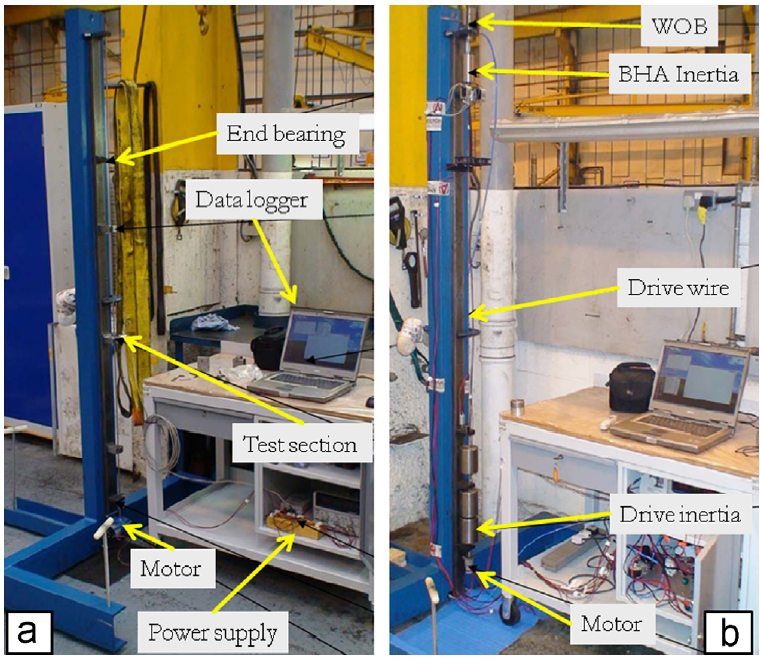 WOB
BHA Inertia
End bearing
Data logger
Drive wire
Test section
Drive inertia
Motor
Motor
Power supply
a
b